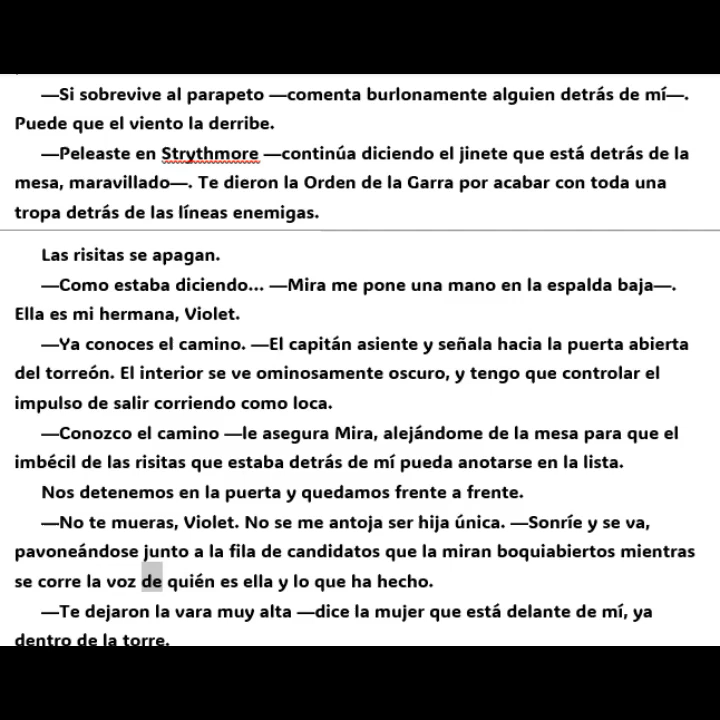 —Si sobrevive al parapeto —comenta burlonamente alguien detrás de mí—.
Puede que el viento la derribe.
—Peleaste en Strythmore —continúa diciendo el jinete que está detrás de la
mesa, maravillado—. Te dieron la Orden de la Garra por acabar con toda una
tropa detrás de las líneas enemigas.
Las risitas se apagan.
—Como estaba diciendo... —Mira me pone una mano en la espalda baja—.
Ella es mi hermana, Violet.
—Ya conoces el camino. —El capitán asiente y señala hacia la puerta abierta
del torreón. El interior se ve ominosamente oscuro, y tengo que controlar el
impulso de salir corriendo como loca.
—Conozco el camino —le asegura Mira, alejándome de la mesa para que el
imbécil de las risitas que estaba detrás de mí pueda anotarse en la lista.
Nos detenemos en la puerta y quedamos frente a frente.
—No te mueras, Violet. No se me antoja ser hija única. —Sonríe y se va,
pavoneándose junto a la fila de candidatos que la miran boquiabiertos mientras
se corre la voz de quién es ella y lo que ha hecho.
—Te dejaron la vara muy alta —dice la mujer que está delante de mí, ya
dentro de la torre.